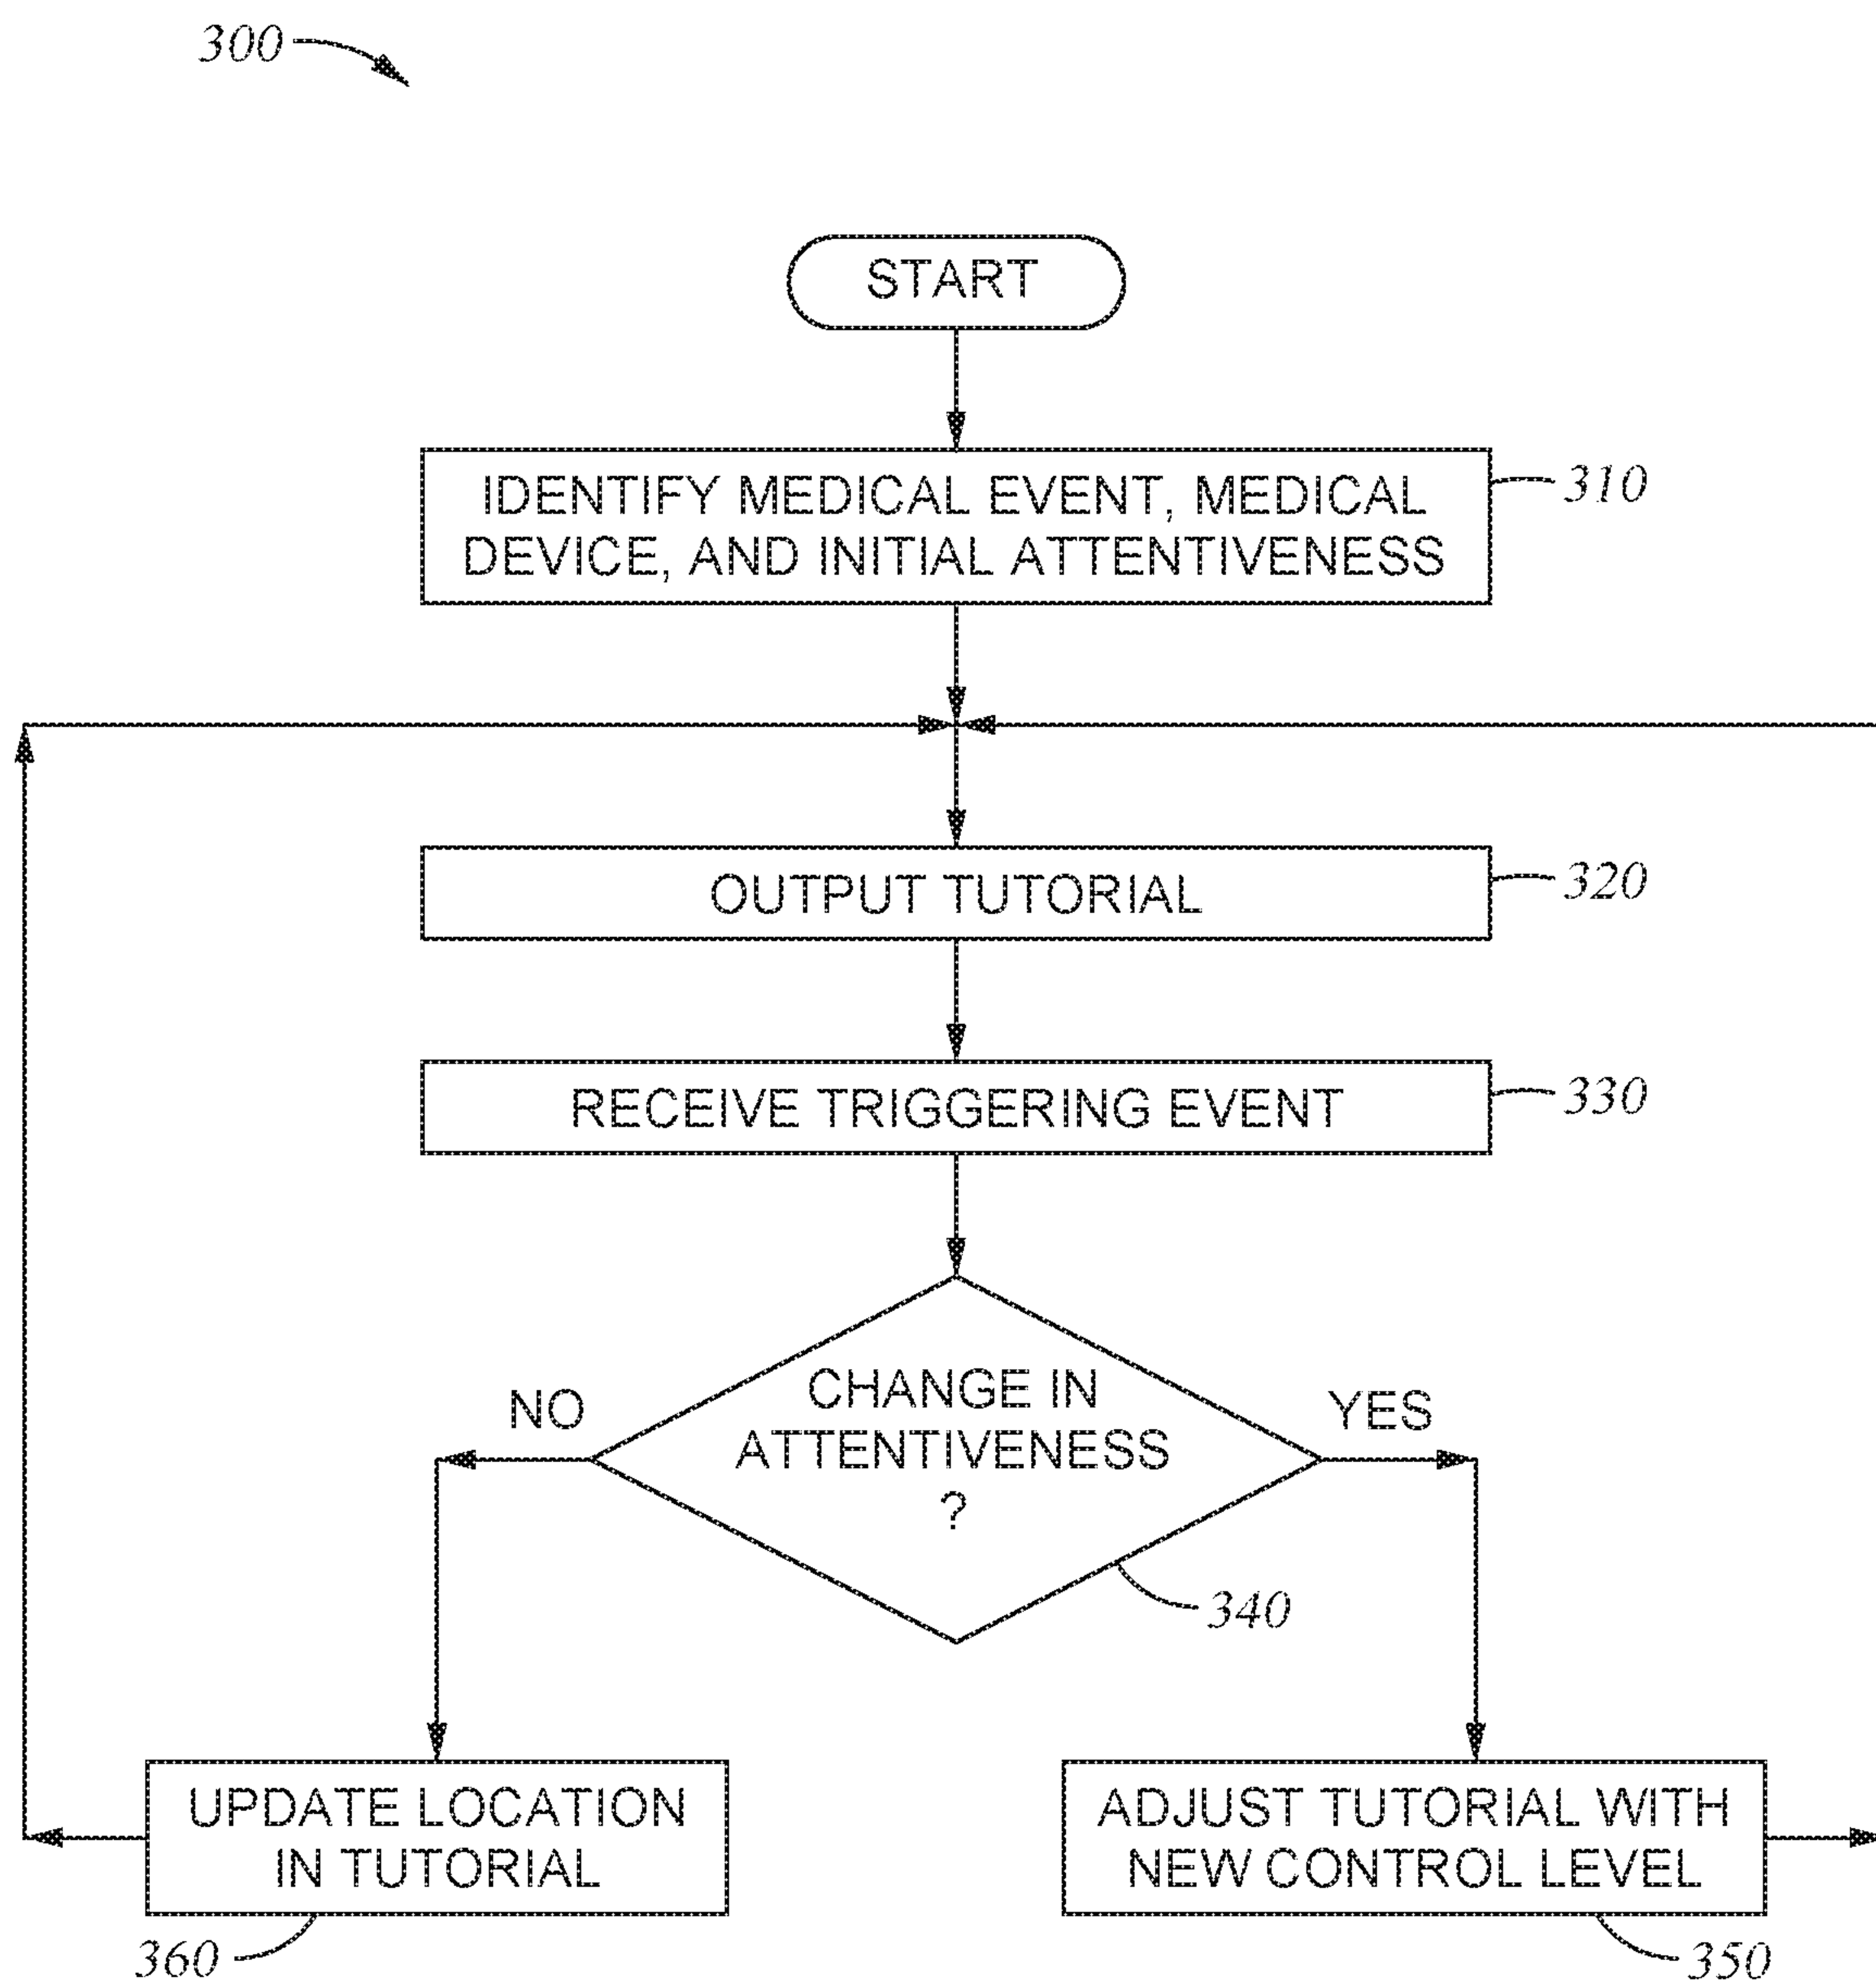 300
START
IDENTIFY MEDICAL EVENT, MEDICAL
DEVICE, AND INITIAL ATTENTIVENESS
310
OUTPUT TUTORIAL
320
RECEIVE TRIGGERING EVENT
330
CHANGE IN
ATTENTIVENESS
?
NO
YES
340
UPDATE LOCATION
IN TUTORIAL
360
ADJUST TUTORIAL WITH
NEW CONTROL LEVEL
350